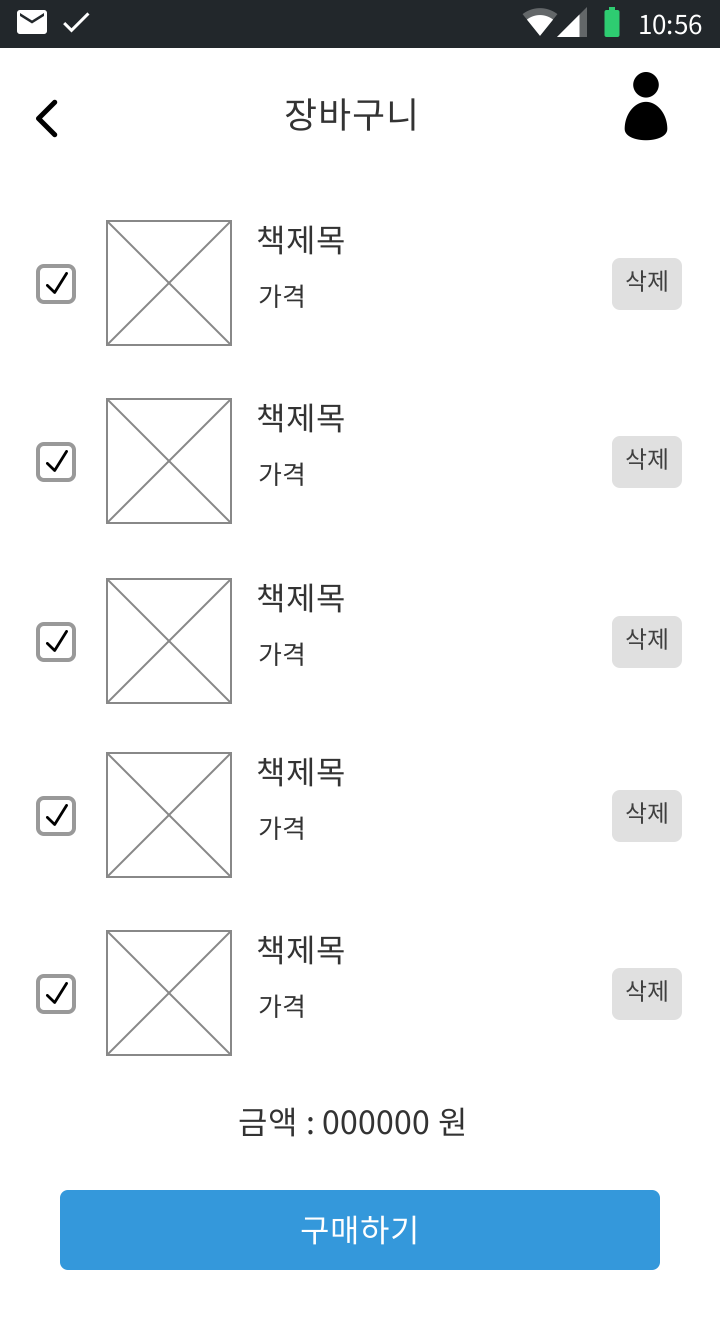 10:56
장바구니
책제목
가격
삭제
책제목
가격
삭제
책제목
가격
삭제
책제목
가격
삭제
책제목
가격
삭제
금액 : 000000 원
구매하기